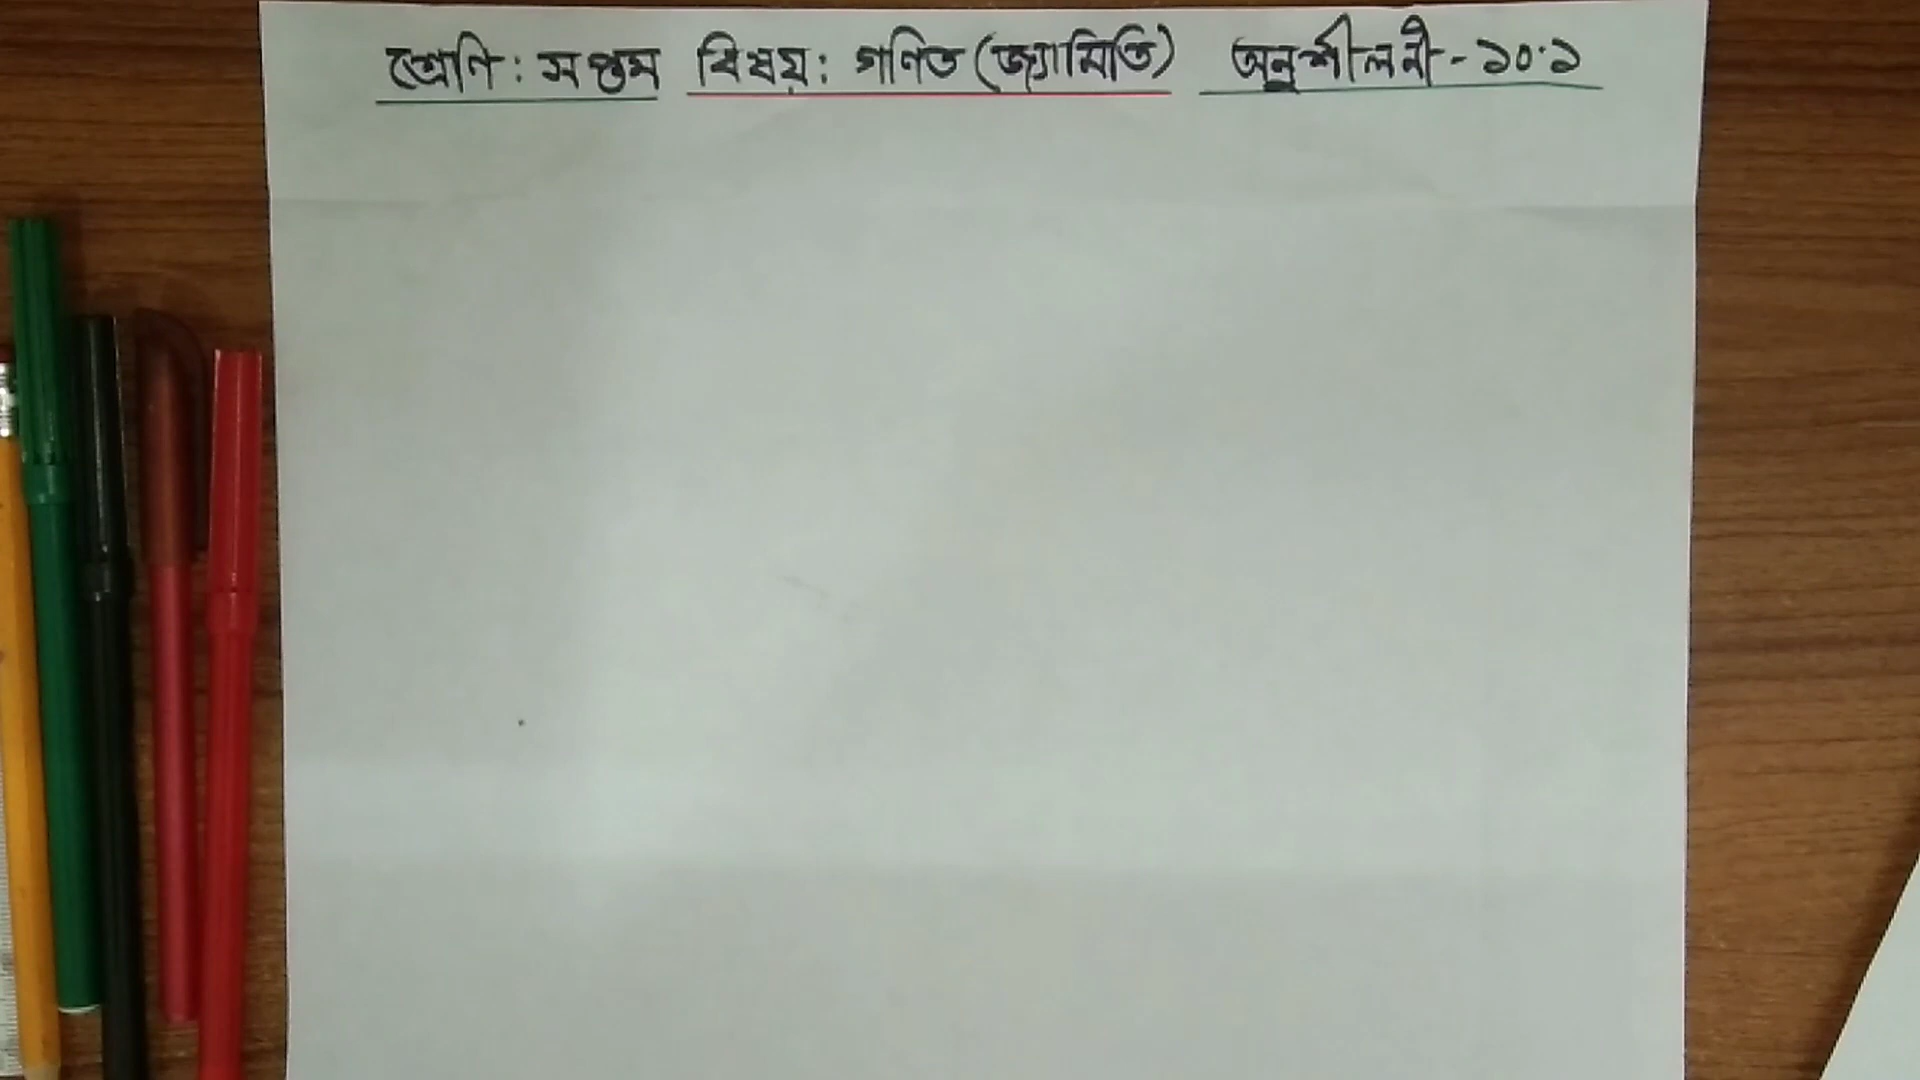 শ্রেণি : সপ্তম বিষয় : গণিত (জ্যামিতি) অনুশীলনী - ১০.১